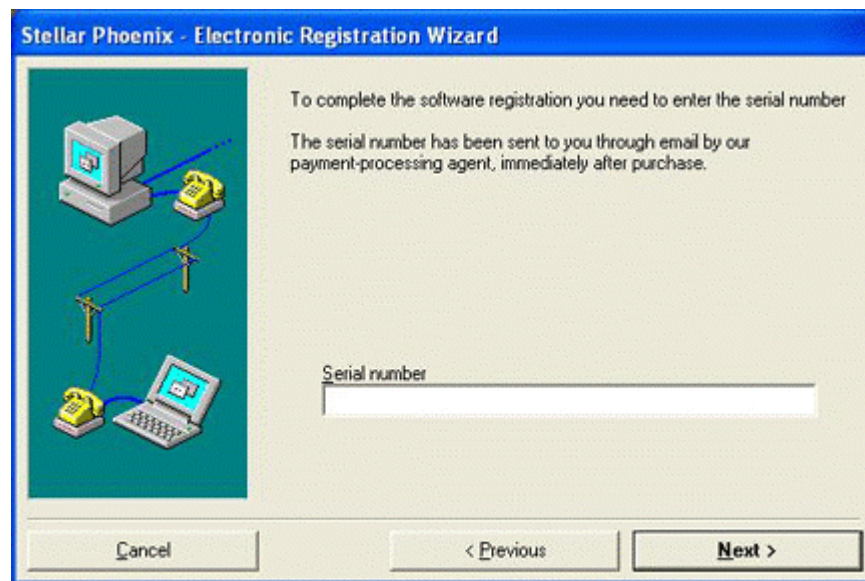 Stellar Phoenix - Electronic Registration Wizard
To complete the software registration you need to enter the serial number
The serial number has been sent to you through email by our
payment-processing agent, immediately after purchase.
Serial number
Cancel
< Previous
Next >